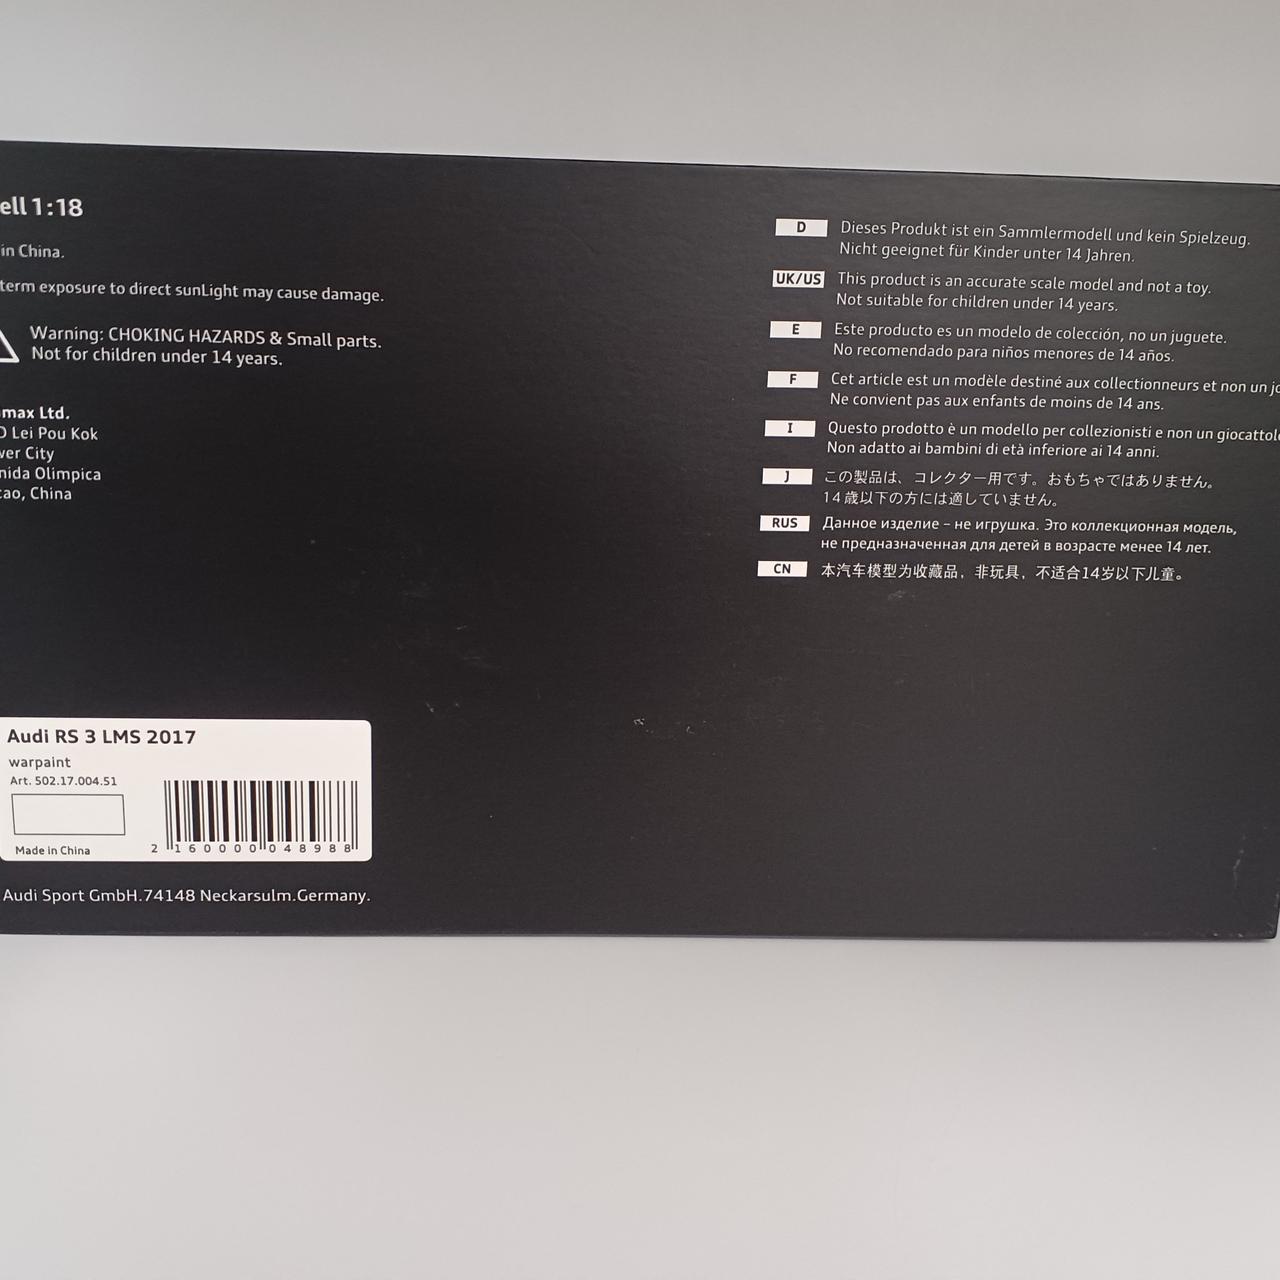 1:18
in China.
term exposure to direct sunLight may cause damage.
Warning: CHOKING HAZARDS & Small parts.
Not for children under 14 years.
Ltd.
Lei Pou Kok
City
Olímpica
China
Audi RS 3 LMS 2017
warpaint
Art. 502.17.004.51
Made in China
2 160000 048988
Audi Sport GmbH.74148 Neckarsulm.Germany.
D Dieses Produkt ist ein Sammlermodell und kein Spielzeug.
Nicht geeignet für Kinder unter 14 Jahren.
UK/US This product is an accurate scale model and not a toy.
Not suitable for children under 14 years.
E Este producto es un modelo de colección, no un juguete.
No recomendado para niños menores de 14 años.
F Cet article est un modèle destiné aux collectionneurs et non un
Ne convient pas aux enfants de moins de 14 ans.
I Questo prodotto è un modello per collezionisti e non un
Non adatto ai bambini di età inferiore ai 14 anni.
J この製品は、コレクター用です。おもちゃではありません。
14歳以下の方には適していません。
RUS Данное изделие – не игрушка. Это коллекционная модель,
не предназначенная для детей в возрасте менее 14 лет.
CN 本汽车模型为收藏品，非玩具，不适合14岁以下儿童。